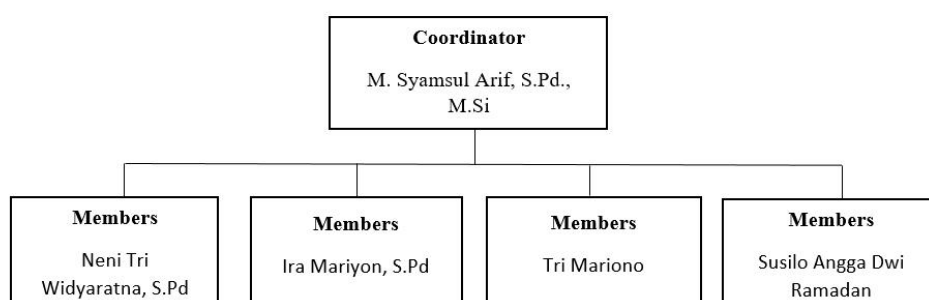 Coordinator
M. Syamsul Arif, S.Pd.,
M.Si
Members
Neni Tri
Widyaratna, S.Pd
Members
Ira Mariyon, S.Pd
Members
Tri Mariono
Members
Susilo Angga Dwi
Ramadan